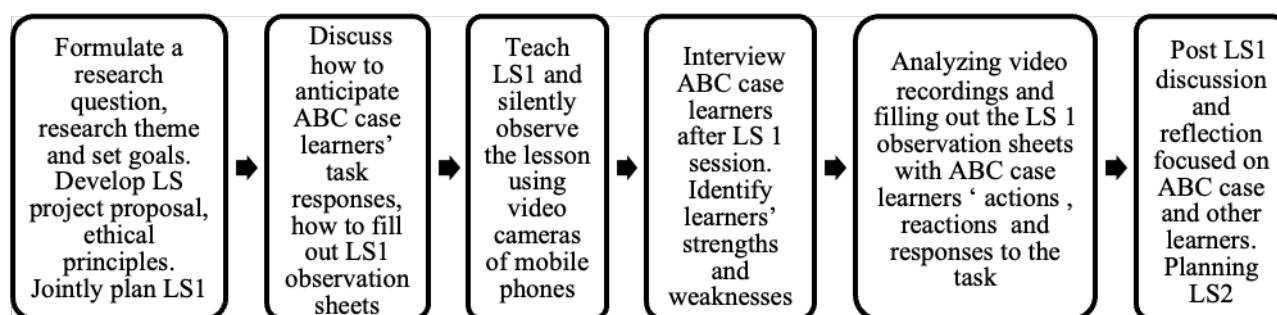 Formulate a
research
question,
research theme
and set goals.
Develop LS
project proposal,
ethical
principles.
Jointly plan LS1
Discuss
how to
anticipate
ABC case
learners’
task
responses,
how to fill
out LS1
observation
sheets
Teach
LS1 and
silently
observe
the lesson
using
video
cameras
of mobile
phones
Interview
ABC case
learners
after LS 1
session.
Identify
learners’
strengths
and
weaknesses
Analyzing video
recordings and
filling out the LS 1
observation sheets
with ABC case
learners ‘ actions ,
reactions and
responses to the
task
Post LS1
discussion
and
reflection
focused on
ABC case
and other
learners.
Planning
LS2